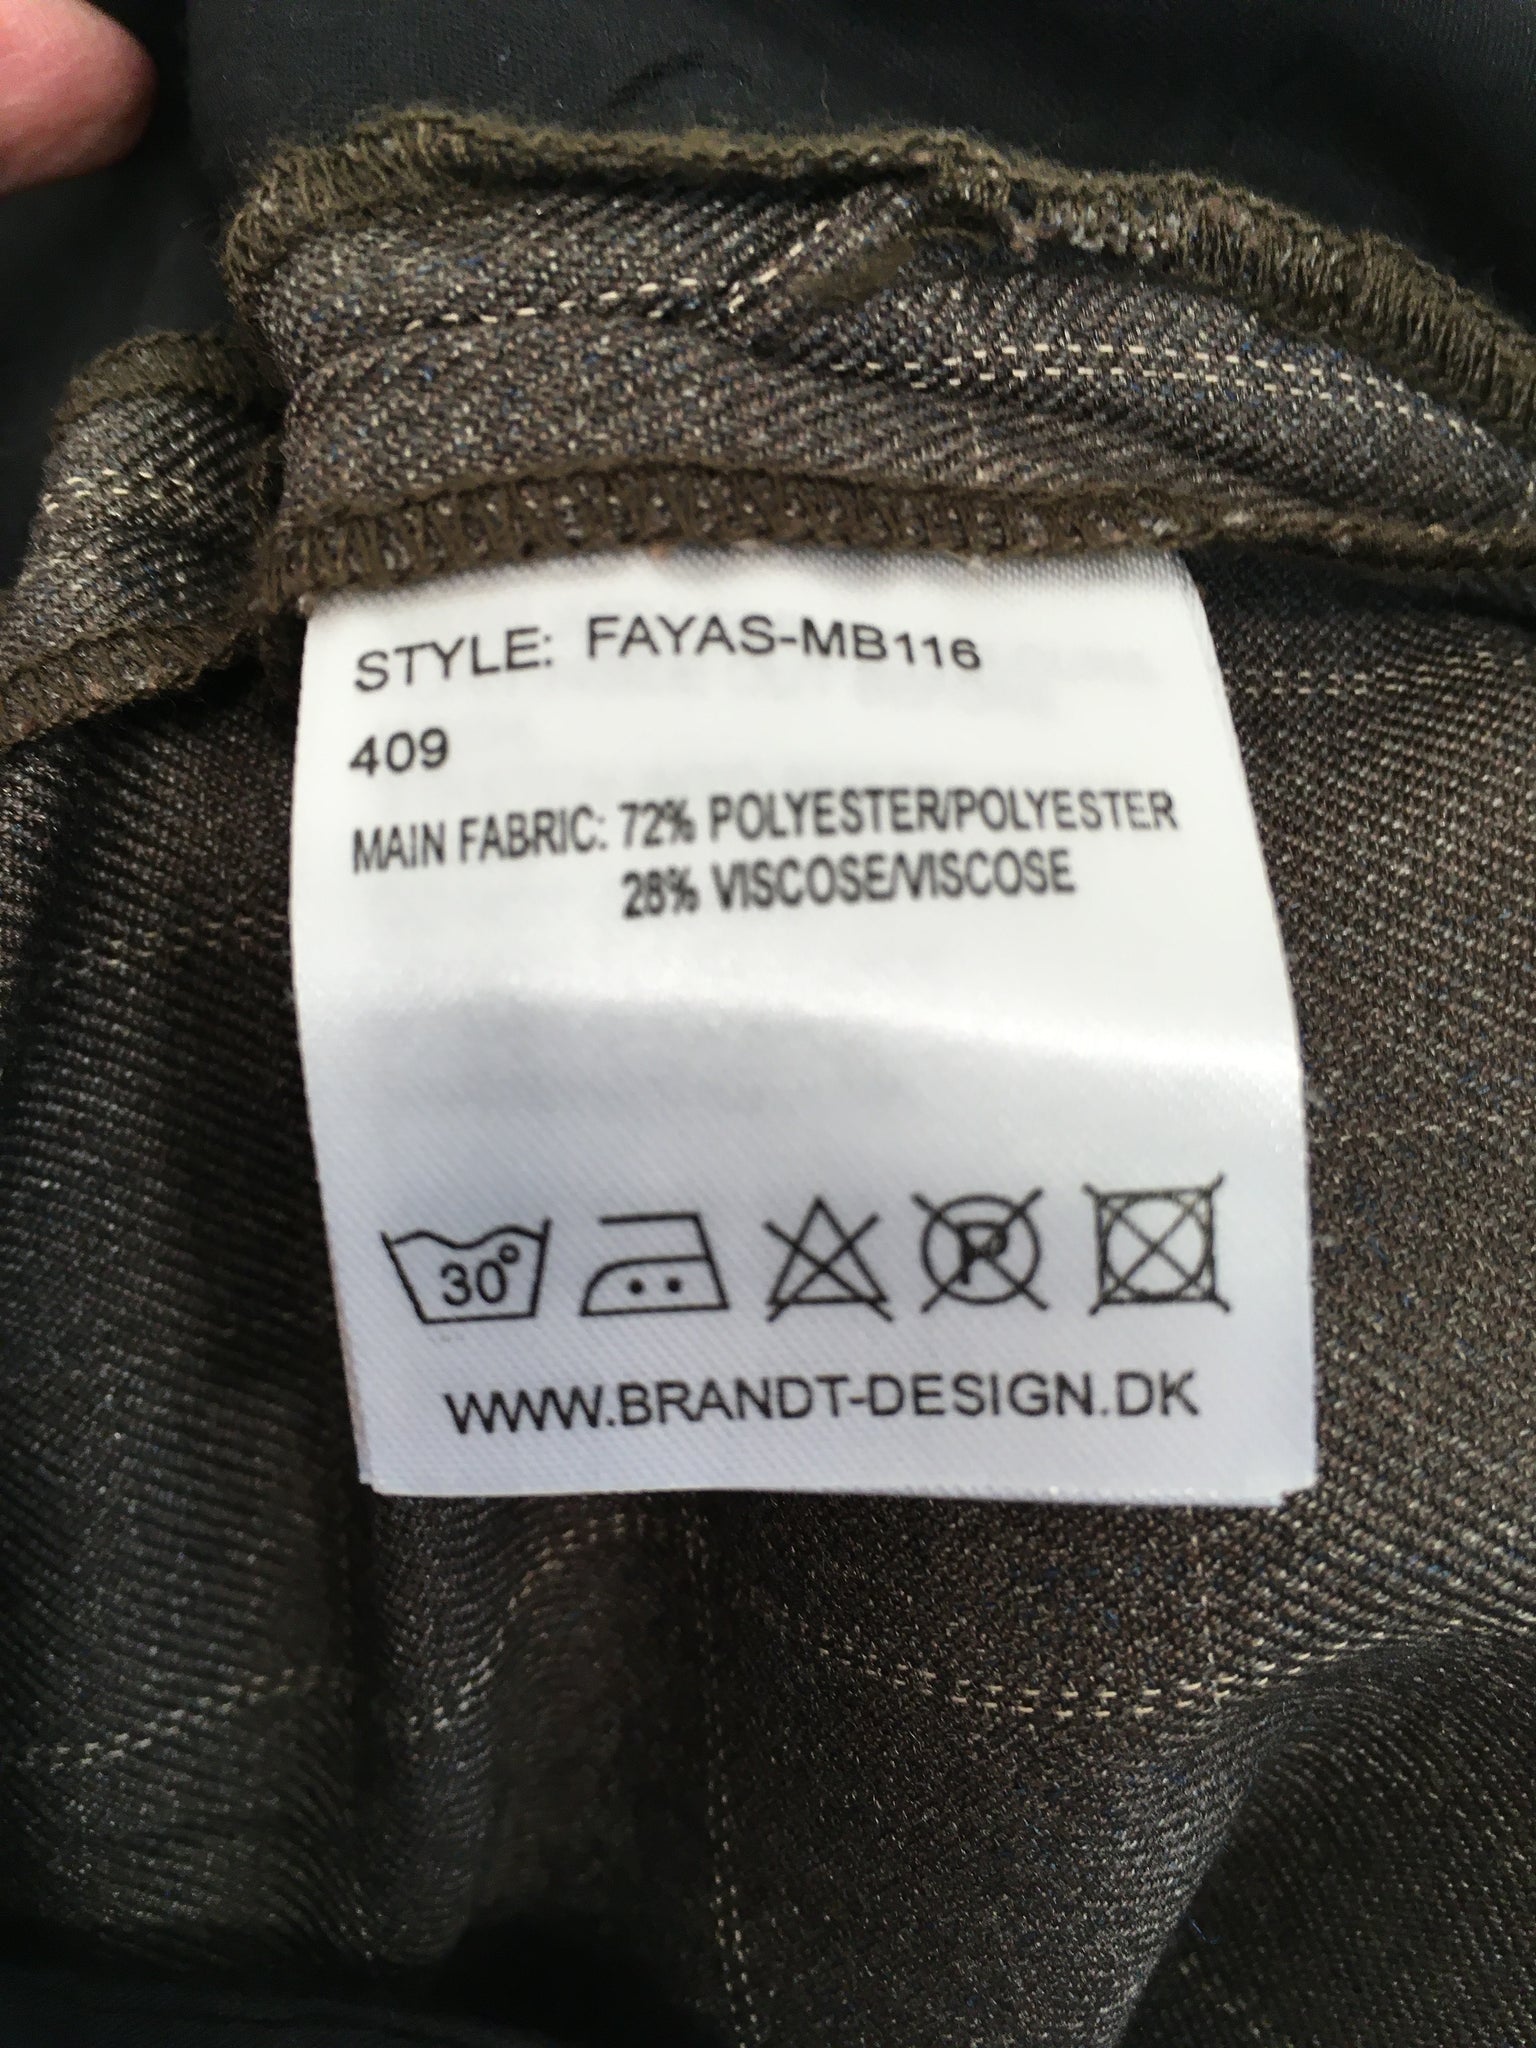 STYLE: FAYAS-MB116
409
MAIN FABRIC: 72% POLYESTER/POLYESTER
28% VISCOSE/VISCOSE
30°
P
WWW.BRANDT-DESIGN.DK